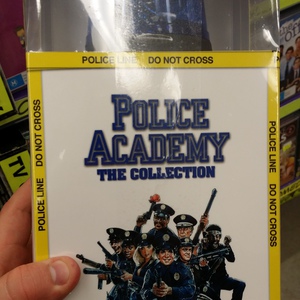 POLICE LINE   DO NOT CROSS
POLICE
ACADEMY
THE COLLECTION
POLICE LINE   DO NOT CROSS
POLICE LINE   DO NOT CROSS
TV